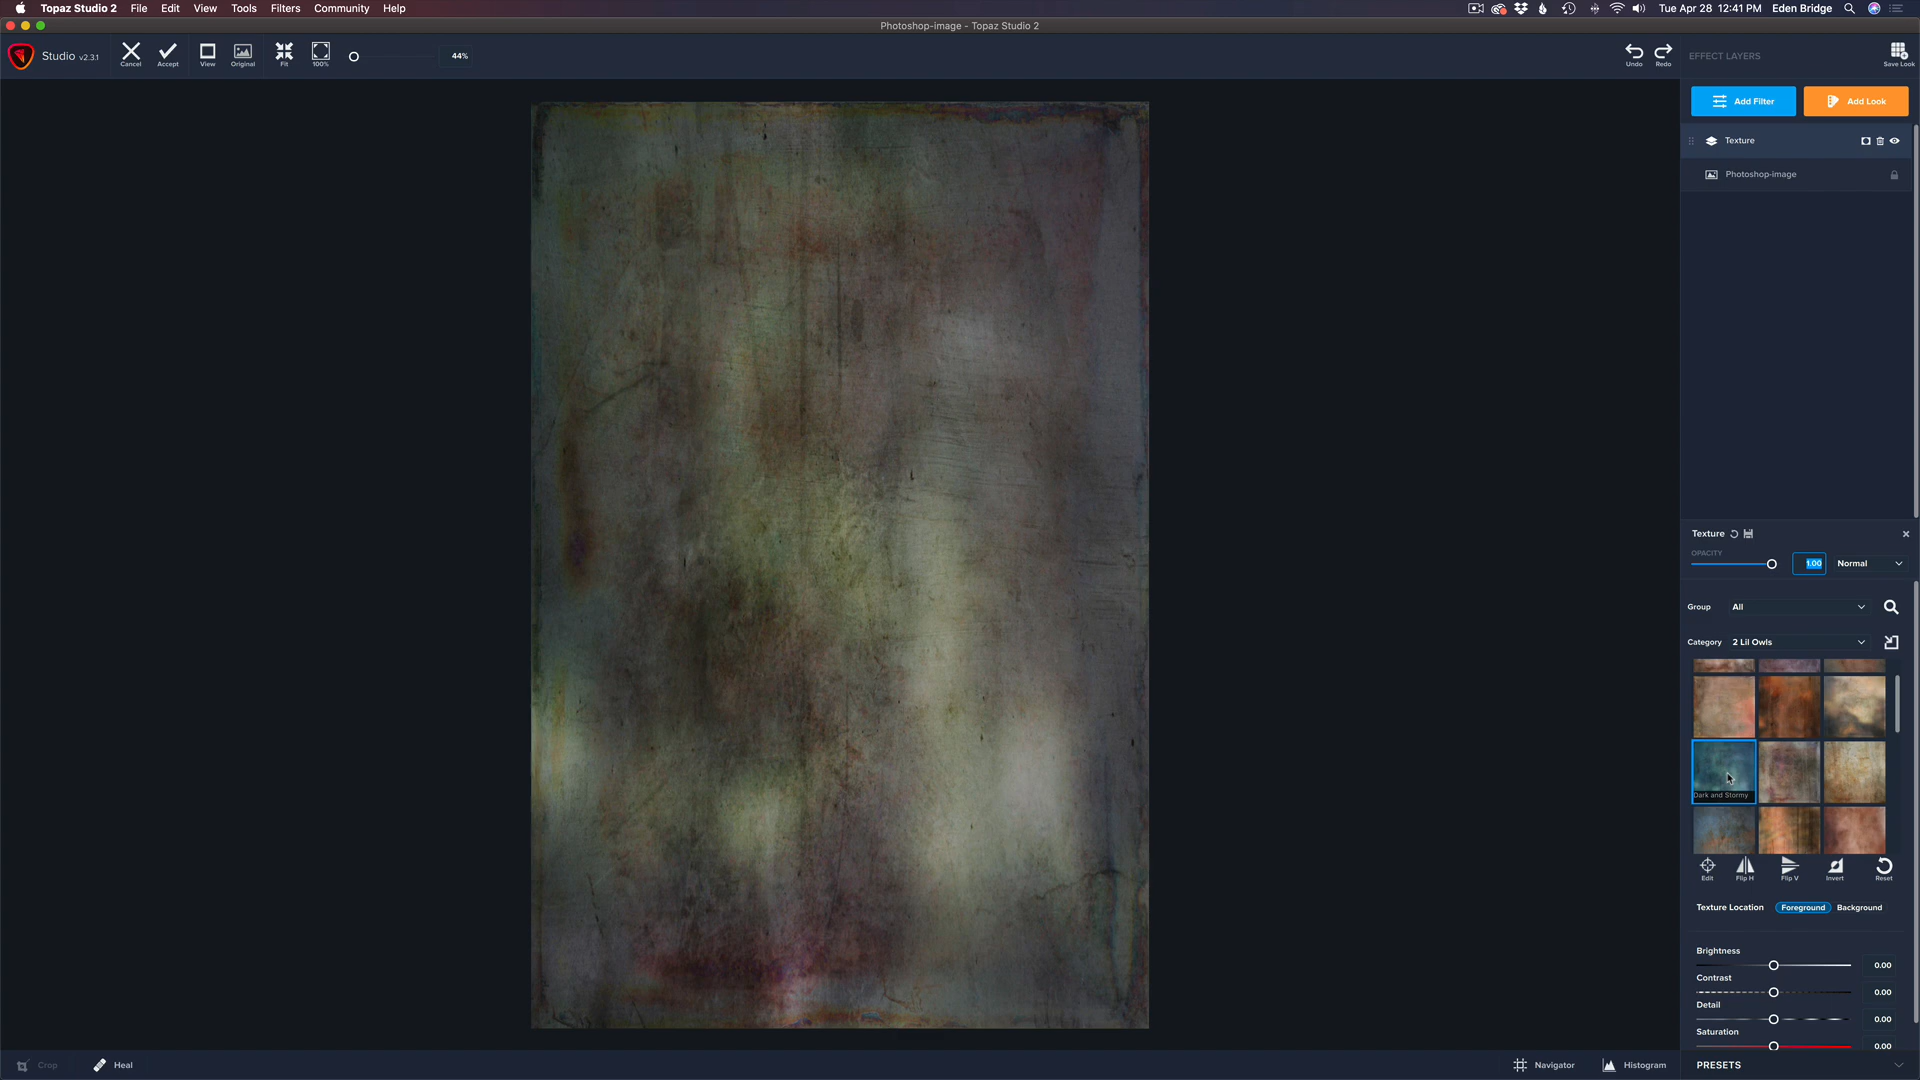 Topaz Studio 2 File Edit View Tools Filters Community Help Tue Apr 28 12:41 PM Eden Bridge
Photoshop-image - Topaz Studio 2
Studio v2.3.1 Cancel Accept View Original Fit 100% 44% Undo Redo EFFECT LAYERS Save Look
Add Filter Add Look
Texture
Photoshop-image
Texture
OPACITY 1.00 Normal
Group All
Category 2 Lil Owls
Dark and Stormy
Edit Flip H Flip V Invert Reset
Texture Location Foreground Background
Brightness
0.00
Contrast
0.00
Detail
0.00
Saturation
0.00
Crop Heal Navigator Histogram PRESETS